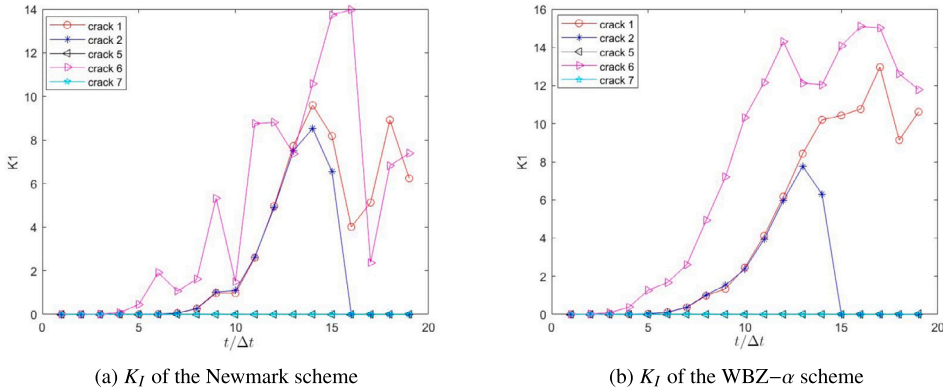 14
12
10
8
6
4
2
0
K1
crack 1
crack 2
crack 5
crack 6
crack 7
0
5
10
15
20
t/Δt
(a) K_I of the Newmark scheme
16
14
12
10
8
6
4
2
0
K1
crack 1
crack 2
crack 5
crack 6
crack 7
0
5
10
15
20
t/Δt
(b) K_I of the WBZ−α scheme